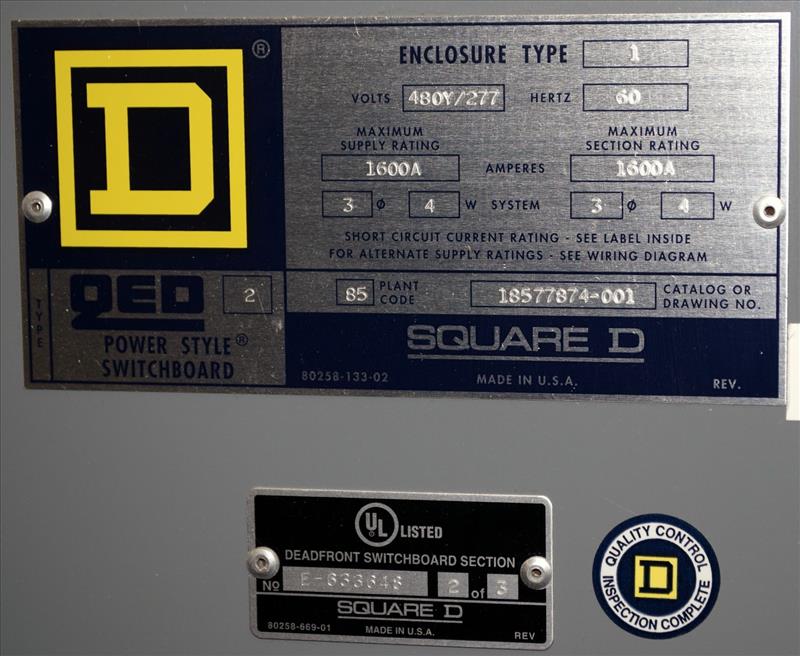 D ®
ENCLOSURE TYPE 1
VOLTS 480Y/277 HERTZ 60
MAXIMUM SUPPLY RATING MAXIMUM SECTION RATING
1600A AMPERES 1600A
3 Ø 4 W SYSTEM 3 Ø 4 W
SHORT CIRCUIT CURRENT RATING - SEE LABEL INSIDE
FOR ALTERNATE SUPPLY RATINGS - SEE WIRING DIAGRAM
TYPE
QED 2
POWER STYLE®
SWITCHBOARD
85 PLANT CODE 18577874-001 CATALOG OR DRAWING NO.
SQUARE D
80258-133-02 MADE IN U.S.A. REV.
UL LISTED
DEADFRONT SWITCHBOARD SECTION
No E-633648 2 of 3
SQUARE D
80258-669-01 MADE IN U.S.A. REV
QUALITY CONTROL
D
INSPECTION COMPLETE